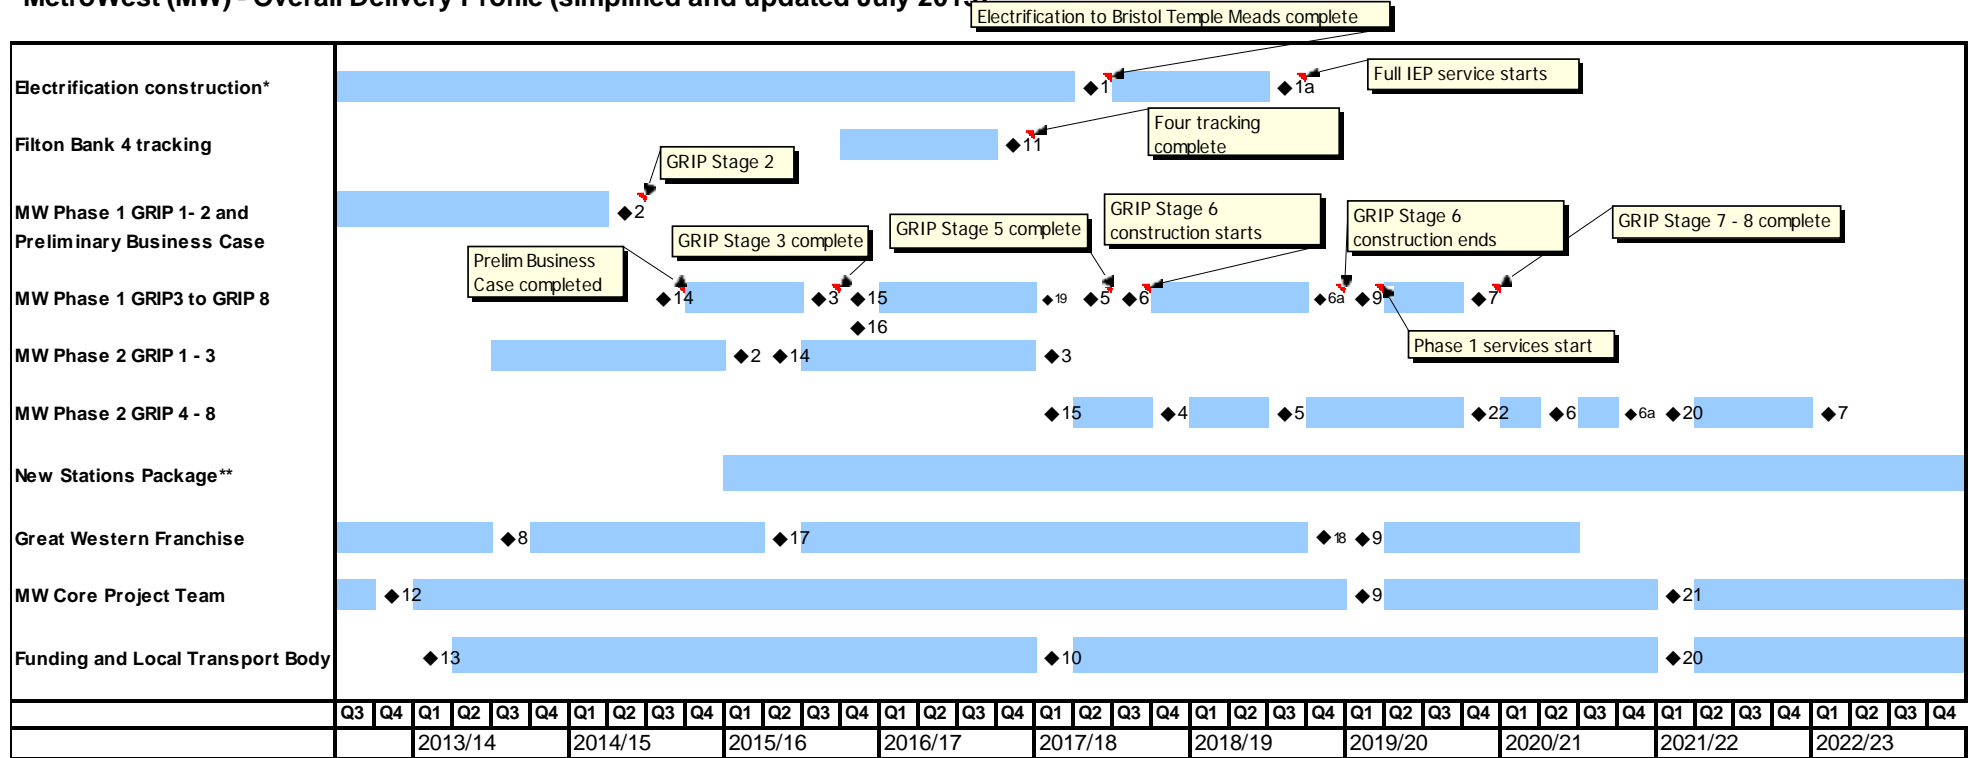 MetroWest (MW) - Overall Delivery Profile (simplified and updated July 2015)
Electrification to Bristol Temple Meads complete
Electrification construction*
1
1a
Full IEP service starts
Filton Bank 4 tracking
11
Four tracking
complete
GRIP Stage 2
MW Phase 1 GRIP 1- 2 and
Preliminary Business Case
2
Prelim Business
Case completed
GRIP Stage 3 complete
GRIP Stage 5 complete
GRIP Stage 6
construction starts
GRIP Stage 6
construction ends
GRIP Stage 7 - 8 complete
MW Phase 1 GRIP3 to GRIP 8
14
3
15
19
5
6
6a
9
7
16
Phase 1 services start
MW Phase 2 GRIP 1 - 3
2
14
3
MW Phase 2 GRIP 4 - 8
15
4
5
22
6
6a
20
7
New Stations Package**
Great Western Franchise
8
17
18
9
MW Core Project Team
12
9
21
Funding and Local Transport Body
13
10
20
Q3 Q4 Q1 Q2 Q3 Q4 Q1 Q2 Q3 Q4 Q1 Q2 Q3 Q4 Q1 Q2 Q3 Q4 Q1 Q2 Q3 Q4 Q1 Q2 Q3 Q4 Q1 Q2 Q3 Q4 Q1 Q2 Q3 Q4 Q1 Q2 Q3 Q4 Q1 Q2 Q3 Q4
2013/14 2014/15 2015/16 2016/17 2017/18 2018/19 2019/20 2020/21 2021/22 2022/23